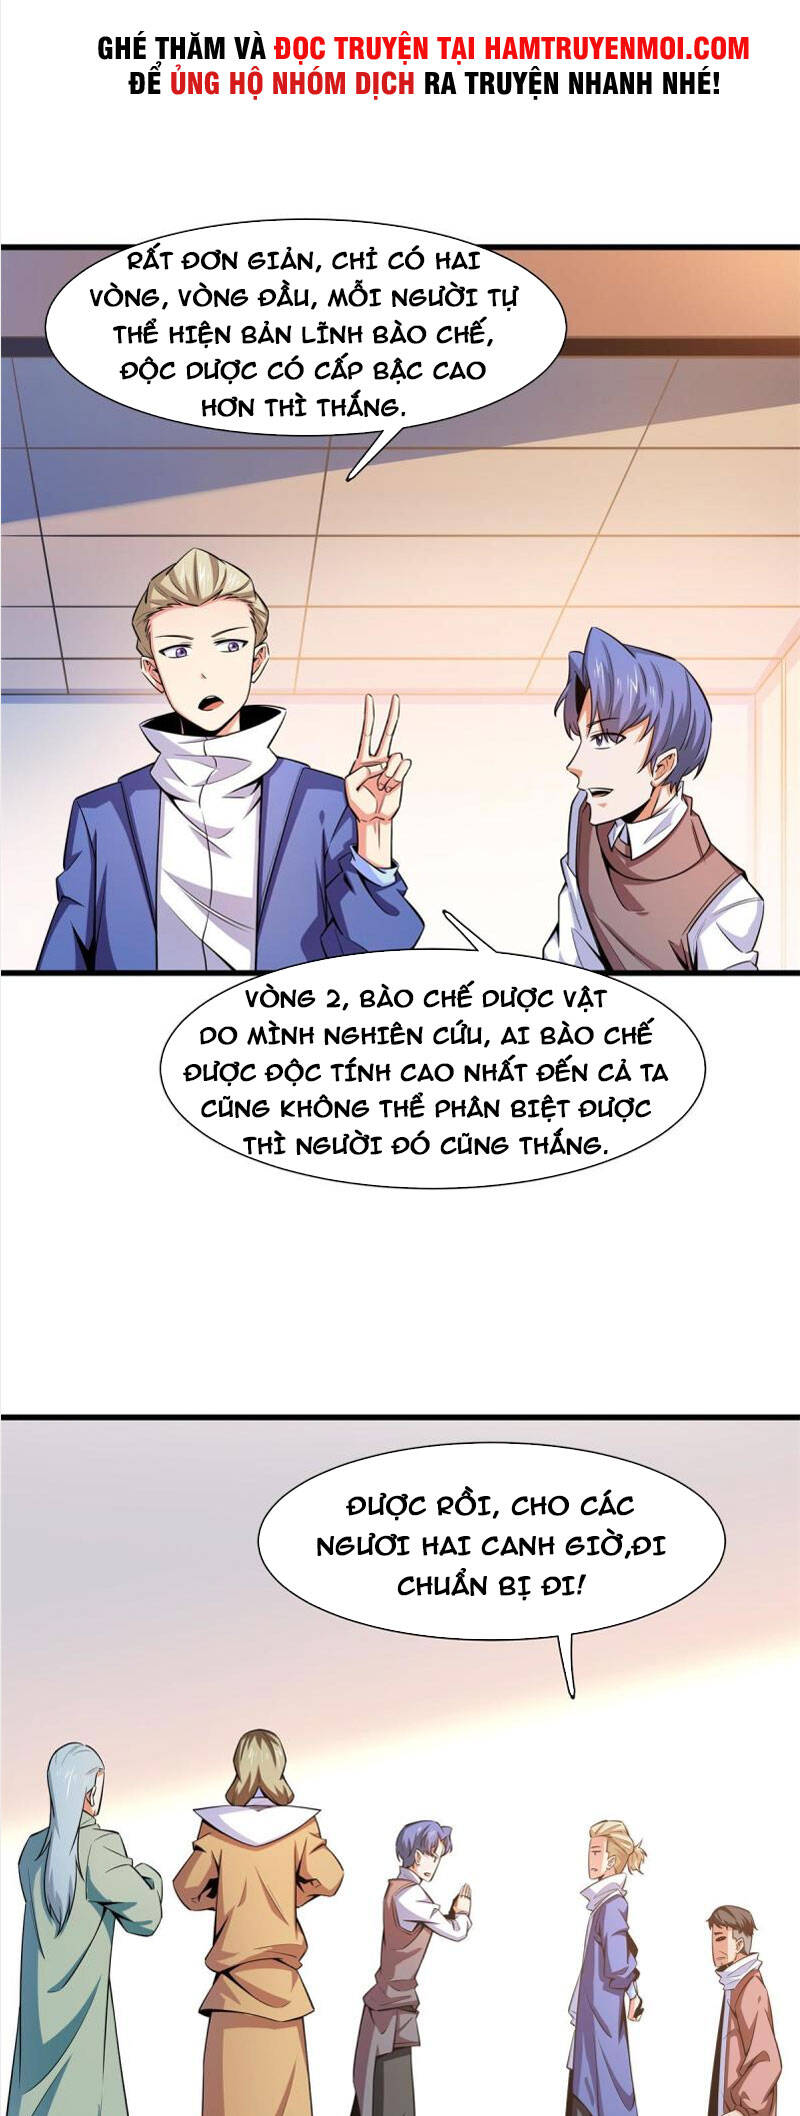 GHÉ THĂM VÀ ĐỌC TRUYỆN TẠI HAMTRUYENMOI.COM
ĐỂ ỦNG HỘ NHÓM DỊCH RA TRUYỆN NHANH NHÉ!
RẤT ĐƠN GIẢN, CHỈ CÓ HAI
VÒNG, VÒNG ĐẦU, MỖI NGƯỜI TỰ
THỂ HIỆN BẢN LĨNH BÀO CHẾ,
ĐỘC DƯỢC CÓ CẤP BẬC CAO
HƠN THÌ THẮNG.
VÒNG 2, BÀO CHẾ DƯỢC VẬT
DO MÌNH NGHIÊN CỨU, AI BÀO CHẾ
ĐƯỢC ĐỘC TÍNH CAO NHẤT ĐẾN CẢ TA
CŨNG KHÔNG THỂ PHÂN BIỆT ĐƯỢC
THÌ NGƯỜI ĐÓ CŨNG THẮNG.
ĐƯỢC RỒI, CHO CÁC
NGƯƠI HAI CANH GIỜ,ĐI
CHUẨN BỊ ĐI!